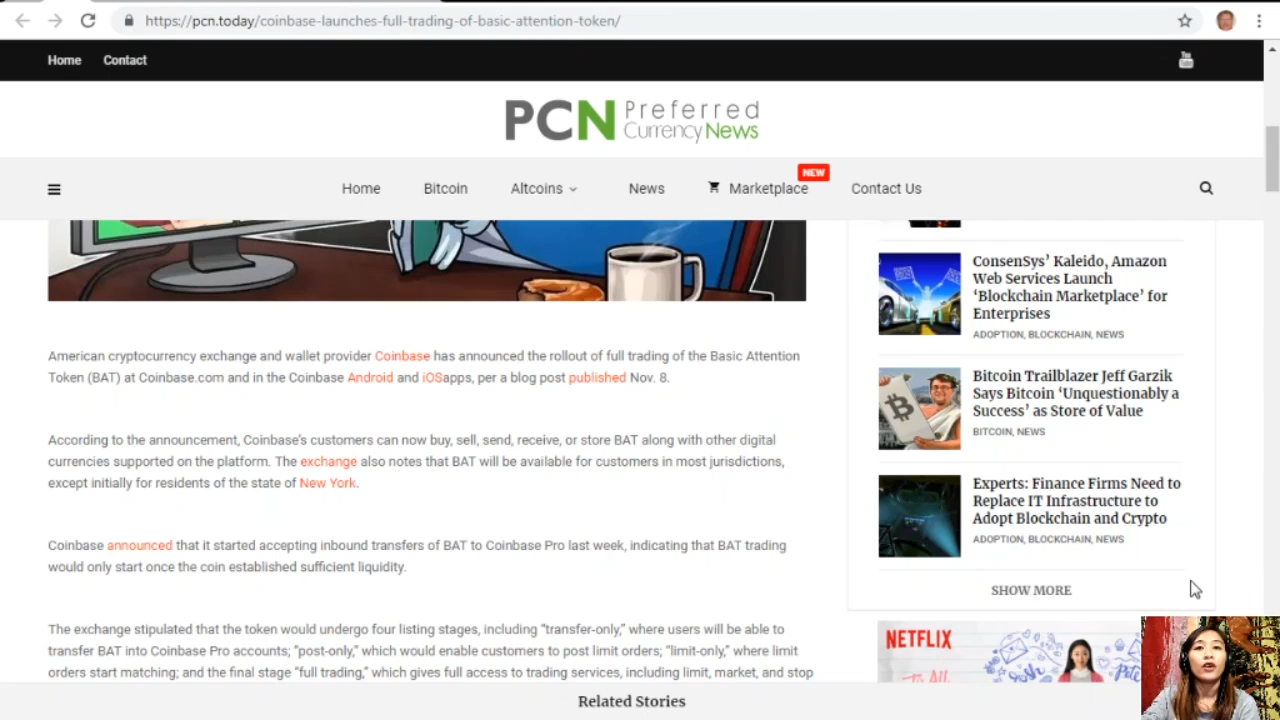 https://pcn.today/coinbase-launches-full-trading-of-basic-attention-token/
Home Contact
You Tube
PCN Preferred
Currency News
Home Bitcoin Altcoins News Marketplace NEW Contact Us
American cryptocurrency exchange and wallet provider Coinbase has announced the rollout of full trading of the Basic Attention
Token (BAT) at Coinbase.com and in the Coinbase Android and iOSapps, per a blog post published Nov. 8.
According to the announcement, Coinbase's customers can now buy, sell, send, receive, or store BAT along with other digital
currencies supported on the platform. The exchange also notes that BAT will be available for customers in most jurisdictions,
except initially for residents of the state of New York.
Coinbase announced that it started accepting inbound transfers of BAT to Coinbase Pro last week, indicating that BAT trading
would only start once the coin established sufficient liquidity.
The exchange stipulated that the token would undergo four listing stages, including "transfer-only," where users will be able to
transfer BAT into Coinbase Pro accounts; "post-only," which would enable customers to post limit orders; "limit-only," where limit
orders start matching; and the final stage "full trading," which gives full access to trading services, including limit, market, and stop
ConsenSys' Kaleido, Amazon
Web Services Launch
'Blockchain Marketplace' for
Enterprises
ADOPTION, BLOCKCHAIN, NEWS
Bitcoin Trailblazer Jeff Garzik
Says Bitcoin 'Unquestionably a
Success' as Store of Value
BITCOIN, NEWS
Experts: Finance Firms Need to
Replace IT Infrastructure to
Adopt Blockchain and Crypto
ADOPTION, BLOCKCHAIN, NEWS
SHOW MORE
NETFLIX
Related Stories